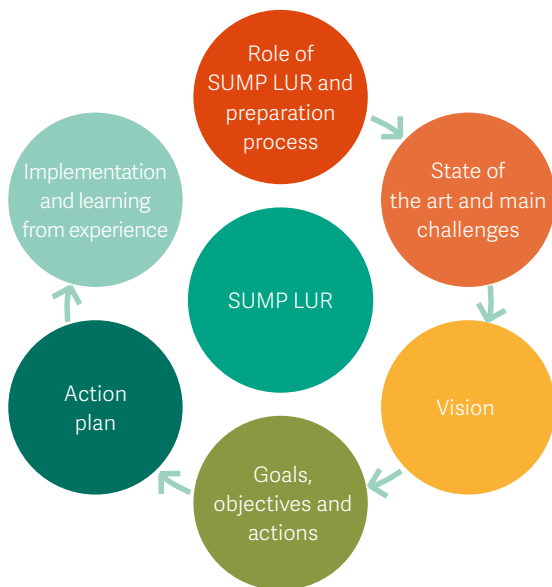 Role of
SUMP LUR and
preparation
process
State of
the art and main
challenges
Vision
Goals,
objectives and
actions
Action
plan
Implementation
and learning
from experience
SUMP LUR